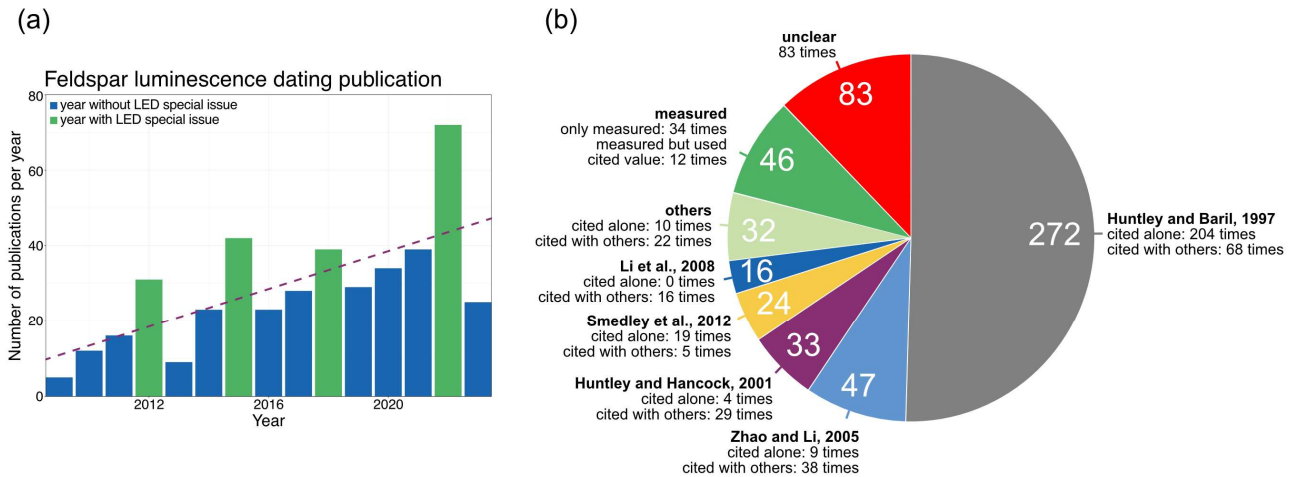 (a)
Feldspar luminescence dating publication
year without LED special issue
year with LED special issue
Number of publications per year
80
60
40
20
0
2012
2016
2020
Year
(b)
unclear
83 times
83
measured
only measured: 34 times
measured but used
cited value: 12 times
46
others
cited alone: 10 times
cited with others: 22 times
32
Li et al., 2008
cited alone: 0 times
cited with others: 16 times
16
Smedley et al., 2012
cited alone: 19 times
cited with others: 5 times
24
Huntley and Hancock, 2001
cited alone: 4 times
cited with others: 29 times
33
Zhao and Li, 2005
cited alone: 9 times
cited with others: 38 times
47
Huntley and Baril, 1997
cited alone: 204 times
cited with others: 68 times
272